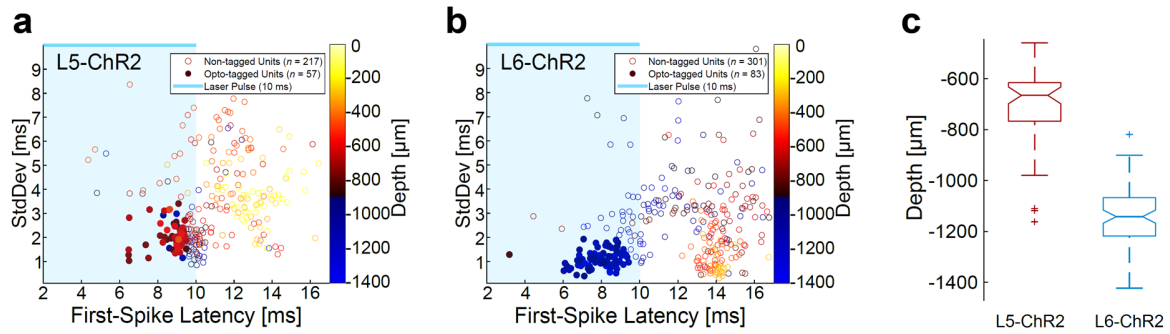 a
L5-ChR2
Non-tagged Units (n = 217)
Opto-tagged Units (n = 57)
Laser Pulse (10 ms)
9
8
7
6
5
4
3
2
1
StdDev [ms]
2 4 6 8 10 12 14 16
First-Spike Latency [ms]
0
-200
-400
-600
-800
-1000
-1200
-1400
Depth [µm]
b
L6-ChR2
Non-tagged Units (n = 301)
Opto-tagged Units (n = 83)
Laser Pulse (10 ms)
9
8
7
6
5
4
3
2
1
StdDev [ms]
2 4 6 8 10 12 14 16
First-Spike Latency [ms]
0
-200
-400
-600
-800
-1000
-1200
-1400
Depth [µm]
c
-600
-800
-1000
-1200
-1400
Depth [µm]
L5-ChR2 L6-ChR2